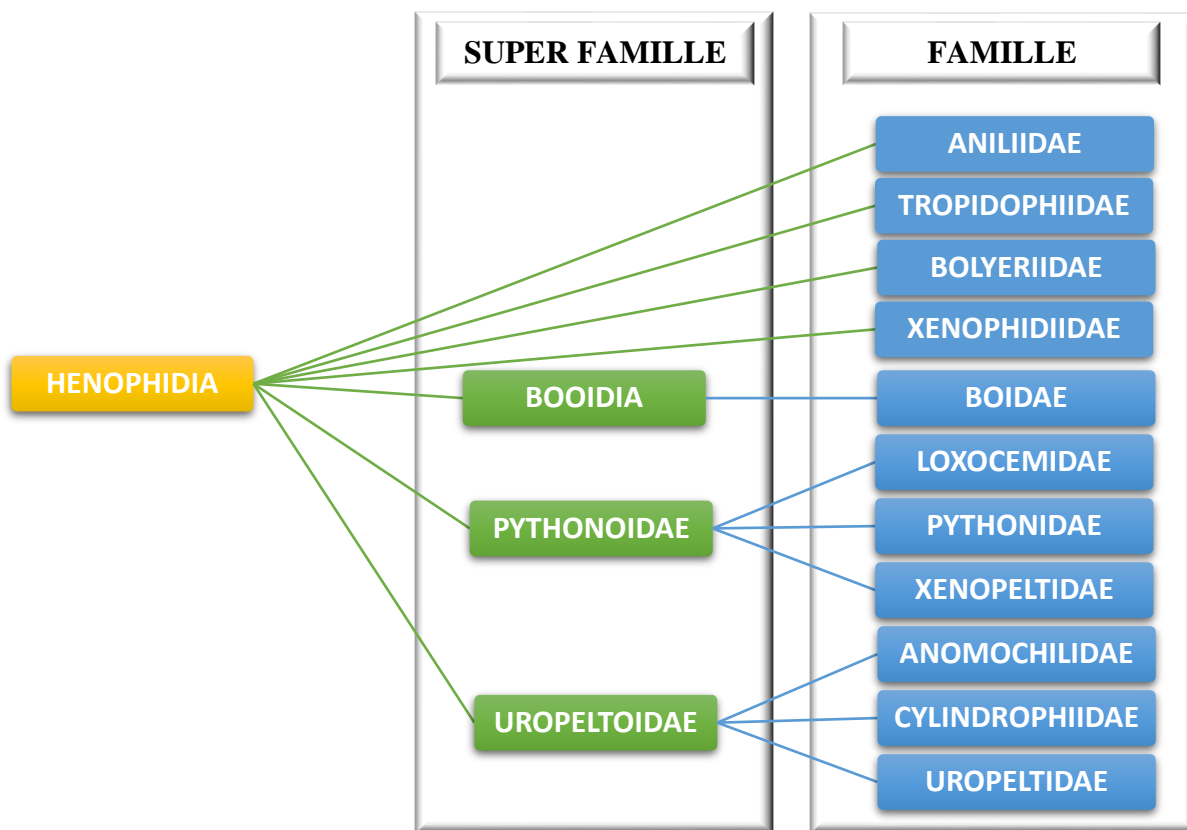 SUPER FAMILLE
FAMILLE
ANILIIDAE
TROPIDOPHIIDAE
BOLYERIIDAE
XENOPHIDIIDAE
HENOPHIDIA
BOOIDIA
BOIDAE
LOXOCEMIDAE
PYTHONOIDAE
PYTHONIDAE
XENOPELTIDAE
ANOMOCHILIDAE
UROPELTOIDAE
CYLINDROPHIIDAE
UROPELTIDAE